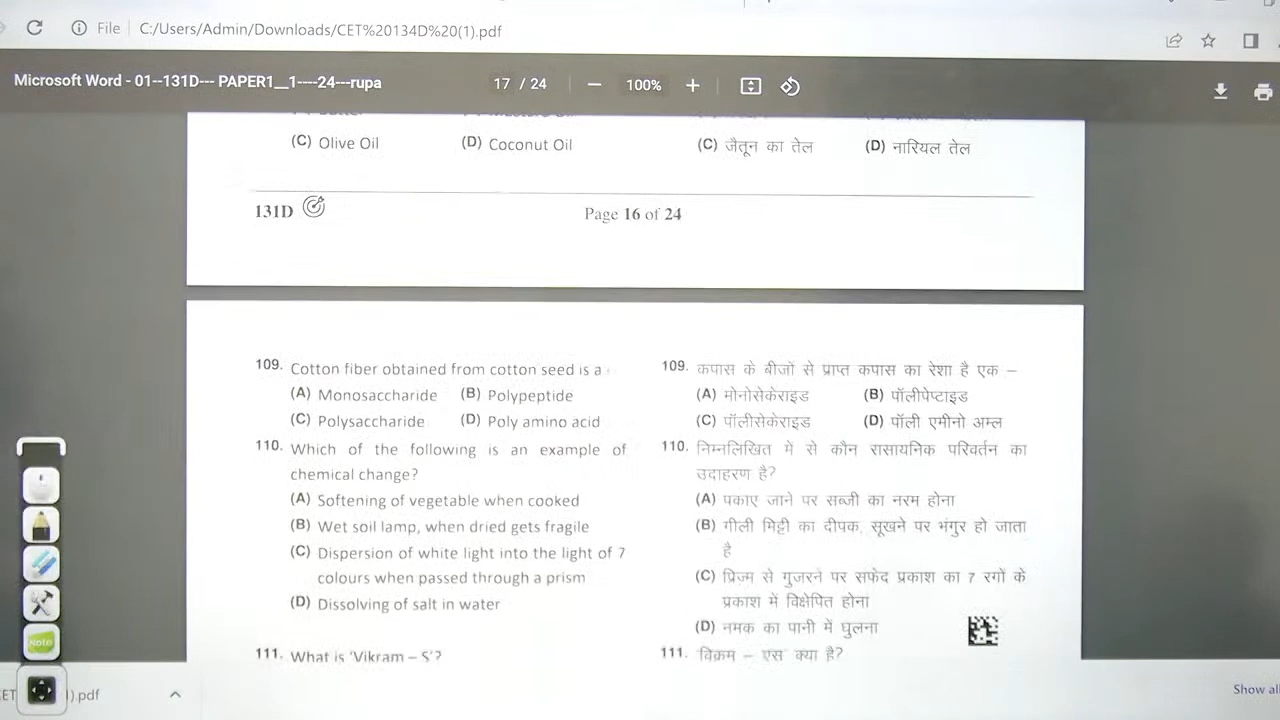 File C:/Users/Admin/Downloads/CET%20134D%20(1).pdf
Microsoft Word - 01--131D--- PAPER1__1----24---rupa 17 / 24 100%
(C) Olive Oil (D) Coconut Oil
(C) जैतून का तेल (D) नारियल तेल
131D Page 16 of 24
109. Cotton fiber obtained from cotton seed is a -
(A) Monosaccharide (B) Polypeptide
(C) Polysaccharide (D) Poly amino acid
110. Which of the following is an example of
chemical change?
(A) Softening of vegetable when cooked
(B) Wet soil lamp, when dried gets fragile
(C) Dispersion of white light into the light of 7
colours when passed through a prism
(D) Dissolving of salt in water
111. What is 'Vikram – S'?
109. कपास के बीजों से प्राप्त कपास का रेशा है एक –
(A) मोनोसेकेराइड (B) पॉलीपेप्टाइड
(C) पॉलीसेकेराइड (D) पॉली एमीनो अम्ल
110. निम्नलिखित में से कौन रासायनिक परिवर्तन का
उदाहरण है?
(A) पकाए जाने पर सब्जी का नरम होना
(B) गीली मिट्टी का दीपक, सूखने पर भंगुर हो जाता
है
(C) प्रिज्म से गुजरने पर सफेद प्रकाश का 7 रगों के
प्रकाश में विक्षेपित होना
(D) नमक का पानी में घुलना
111. 'विक्रम – एस' क्या है?
Note
ET 1).pdf Show all